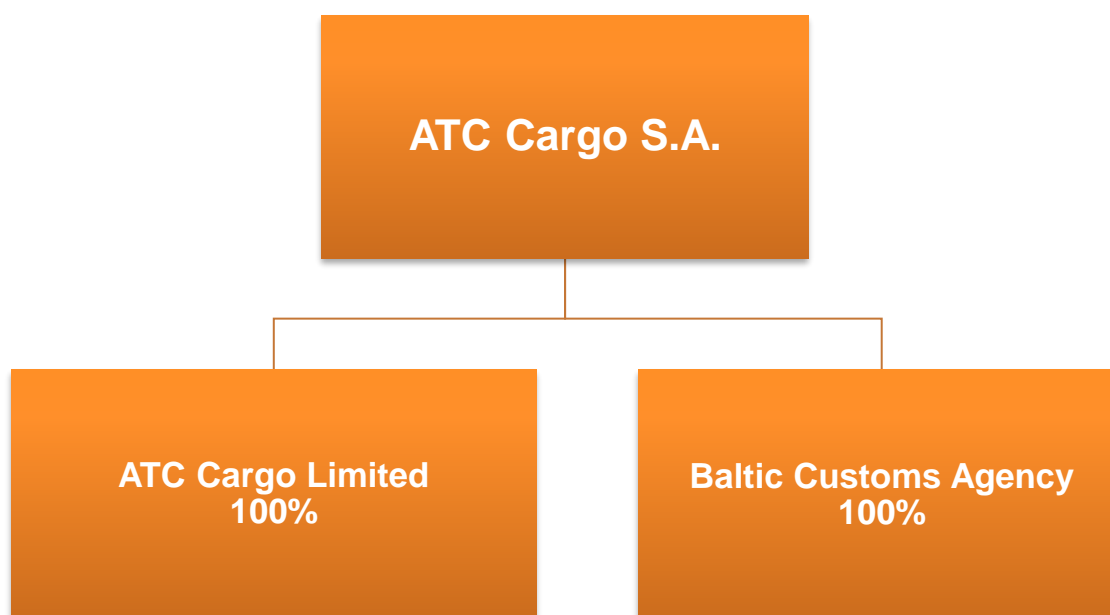 ATC Cargo S.A.
ATC Cargo Limited
100%
Baltic Customs Agency
100%